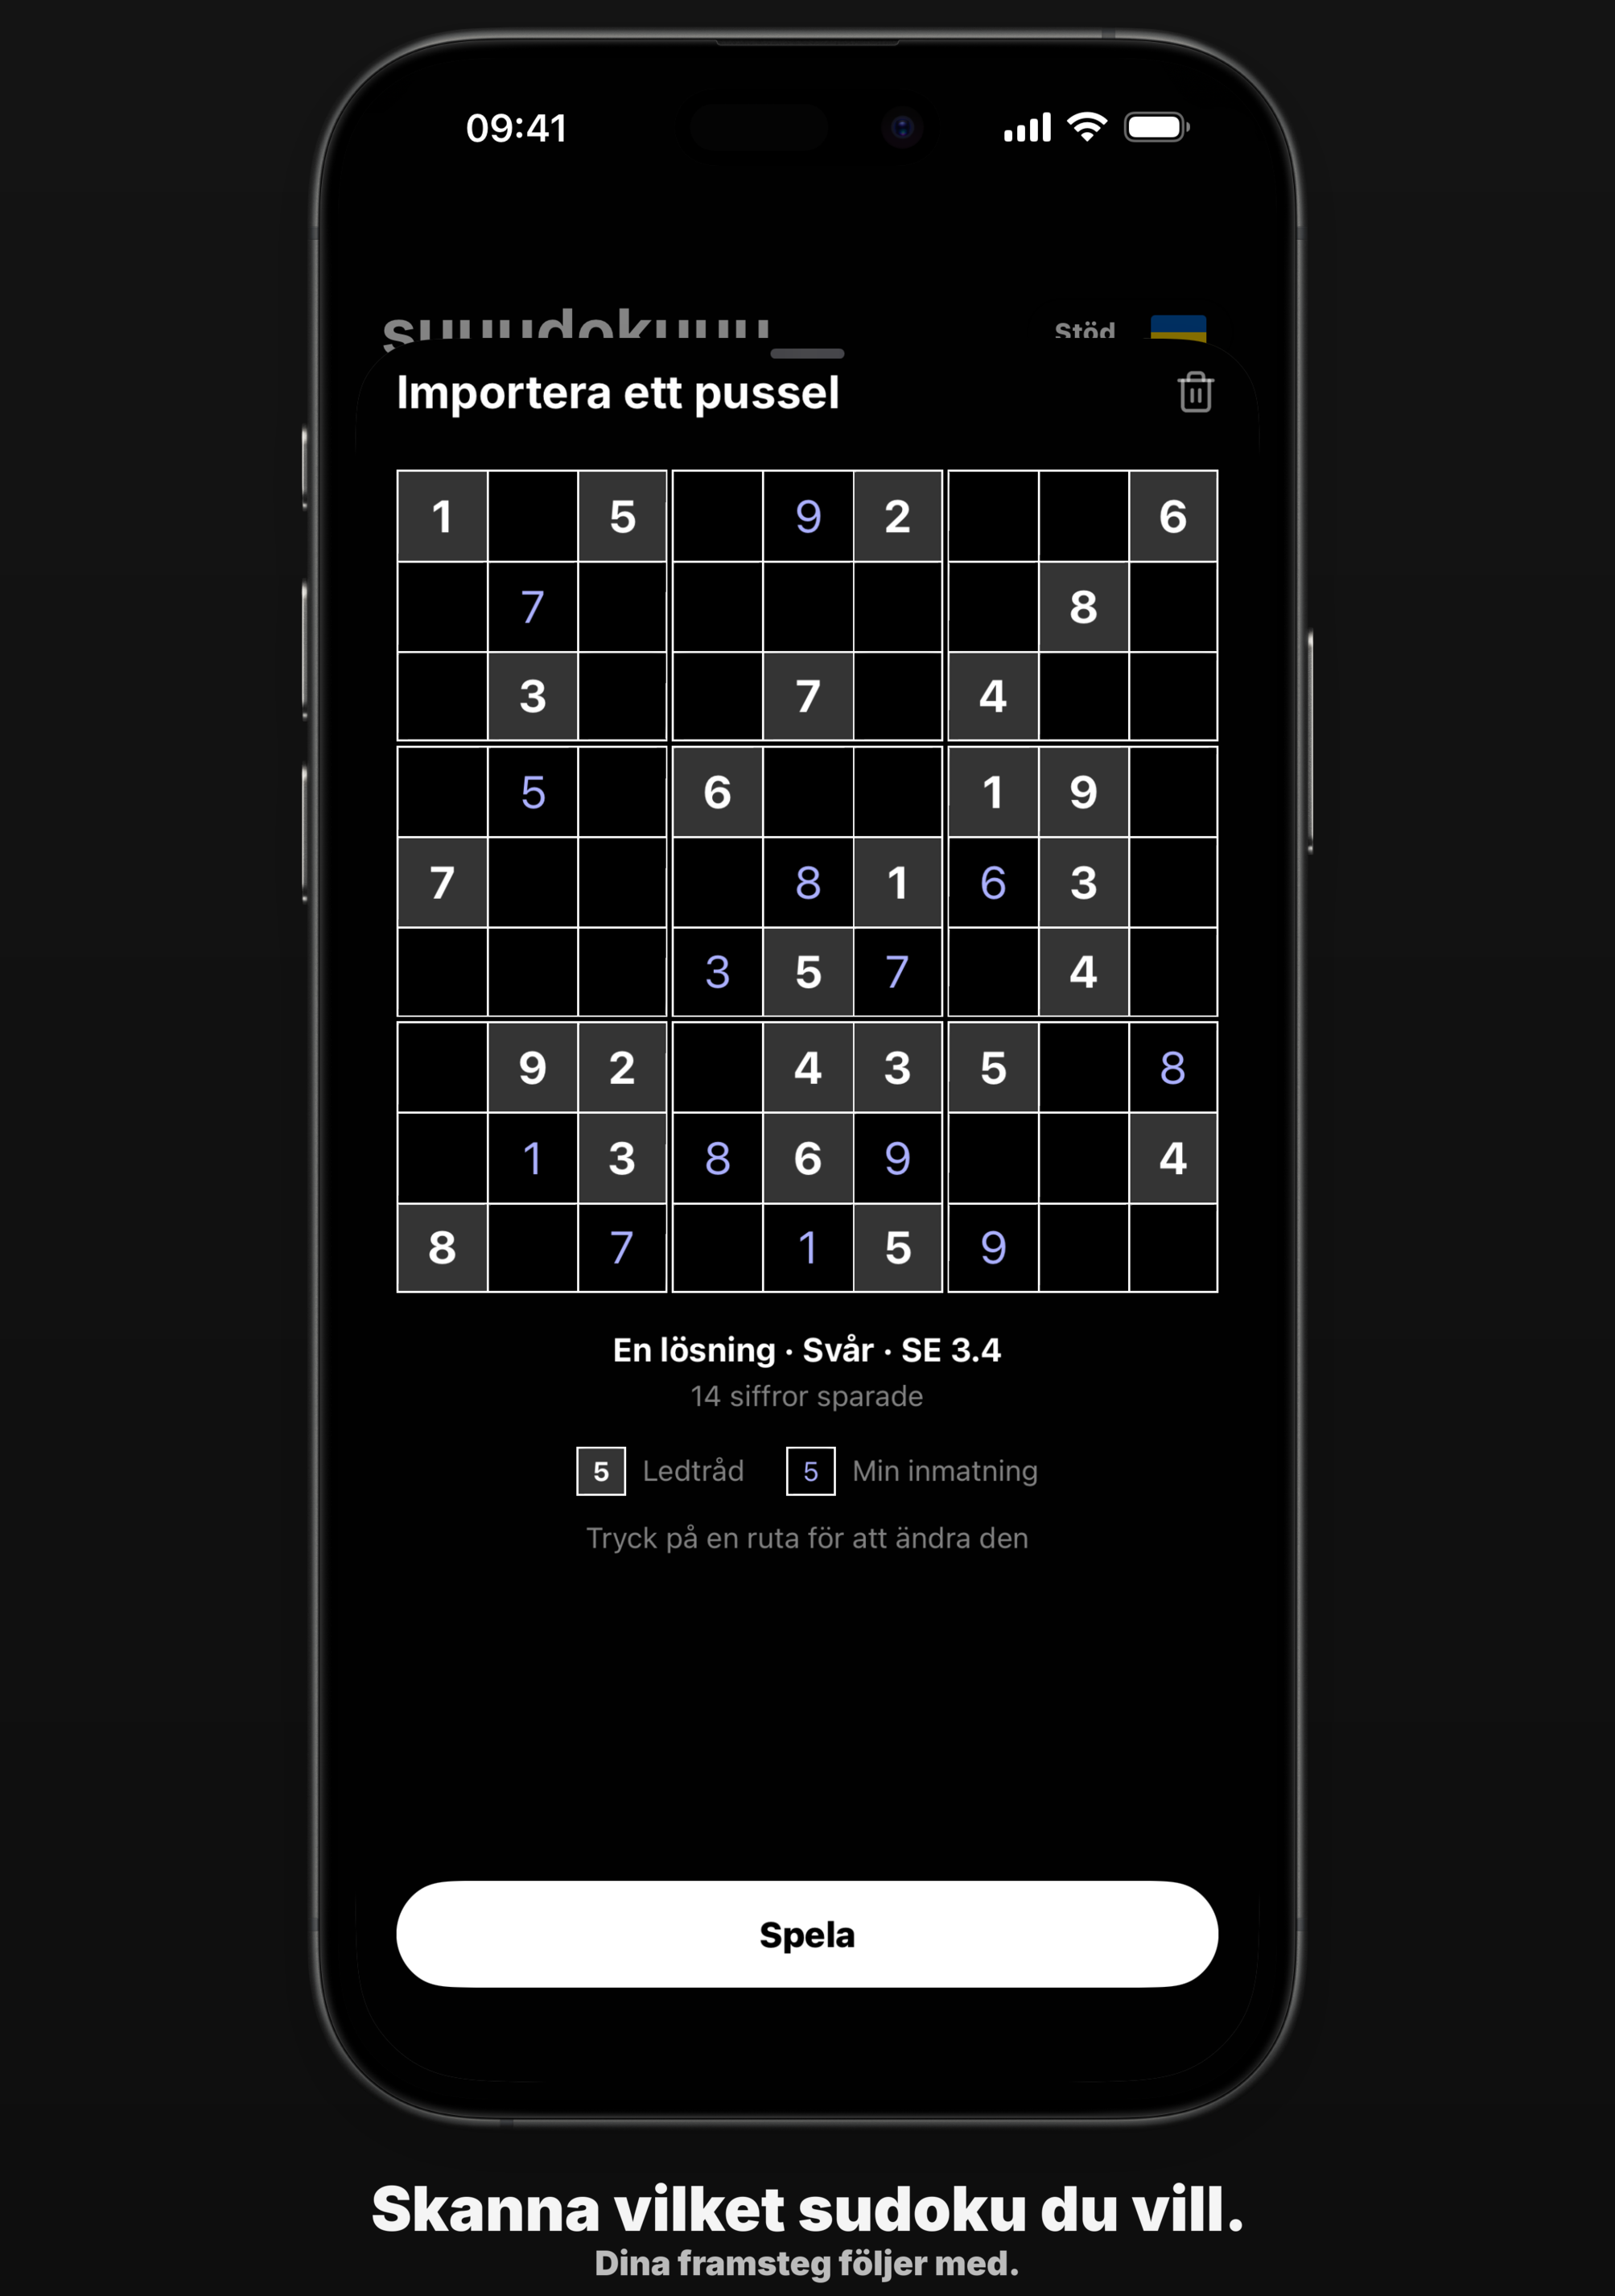 09:41
suuudokuuu Stöd
Importera ett pussel
1 5 9 2 6
7 8
3 7 4
5 6 1 9
7 8 1 6 3
3 5 7 4
9 2 4 3 5 8
1 3 8 6 9 4
8 7 1 5 9
En lösning · Svår · SE 3.4
14 siffror sparade
5 Ledtråd 5 Min inmatning
Tryck på en ruta för att ändra den
Spela
Skanna vilket sudoku du vill.
Dina framsteg följer med.